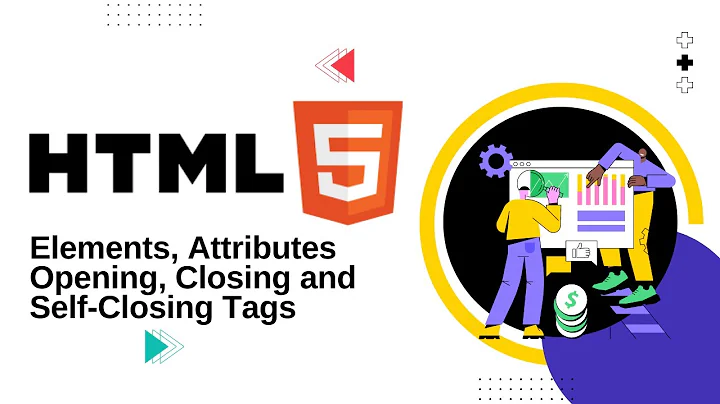 HTML 5
Elements, Attributes
Opening, Closing and
Self-Closing Tags
$